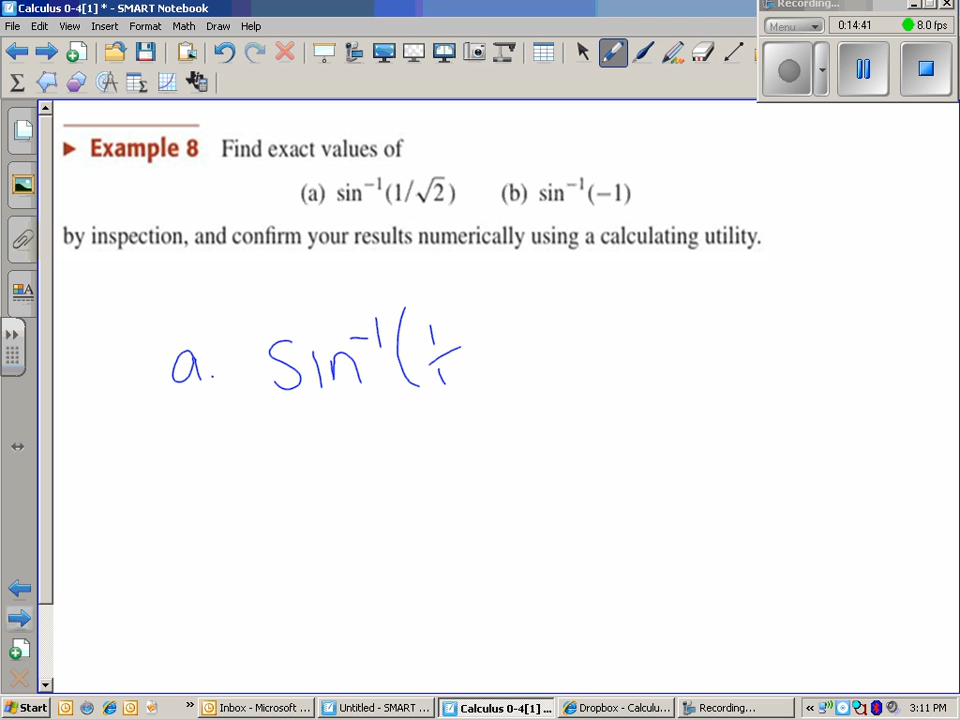 Calculus 0-4[1] * - SMART Notebook
Recording...
File Edit View Insert Format Math Draw Help
Menu
0:14:41
8.0 fps
Example 8 Find exact values of
(a) sin⁻¹(1/√2) (b) sin⁻¹(−1)
by inspection, and confirm your results numerically using a calculating utility.
a. Sin⁻¹(1/
Start
»
Inbox - Microsoft ...
Untitled - SMART ...
Calculus 0-4[1] ...
Dropbox - Calculu...
Recording...
«
3:11 PM